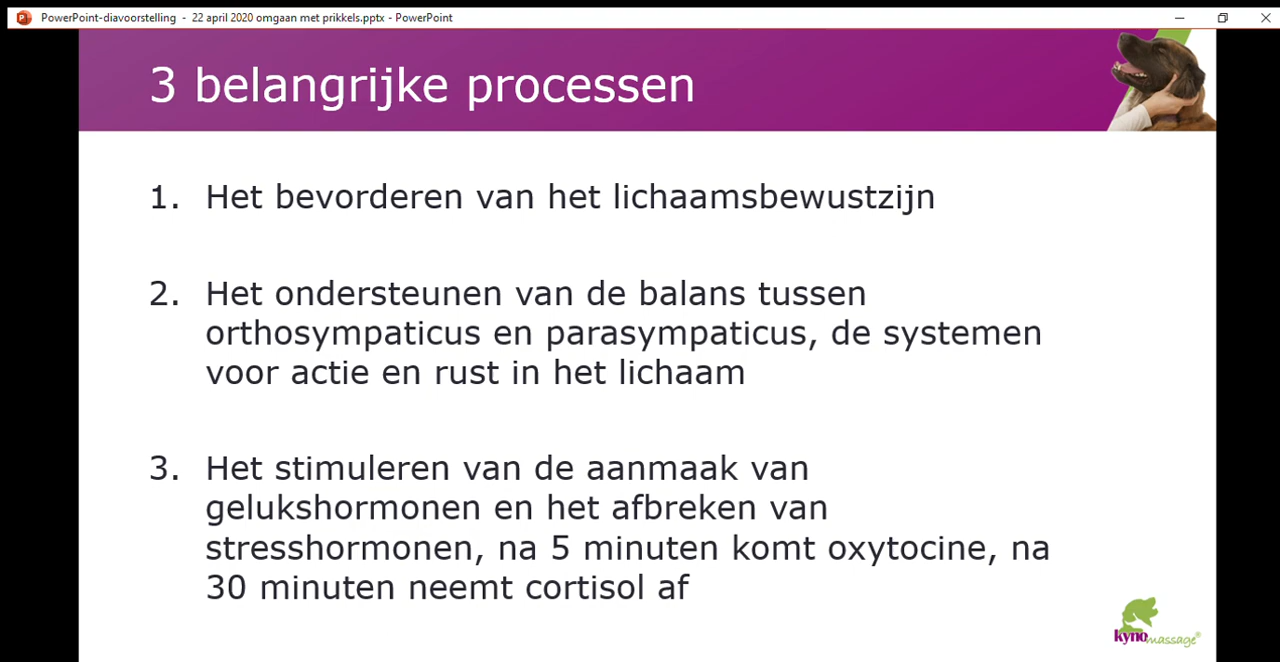 PowerPoint-diavoorstelling - 22 april 2020 omgaan met prikkels.pptx - PowerPoint
3 belangrijke processen
1. Het bevorderen van het lichaamsbewustzijn
2. Het ondersteunen van de balans tussen
orthosympaticus en parasympaticus, de systemen
voor actie en rust in het lichaam
3. Het stimuleren van de aanmaak van
gelukshormonen en het afbreken van
stresshormonen, na 5 minuten komt oxytocine, na
30 minuten neemt cortisol af
kynomassage®